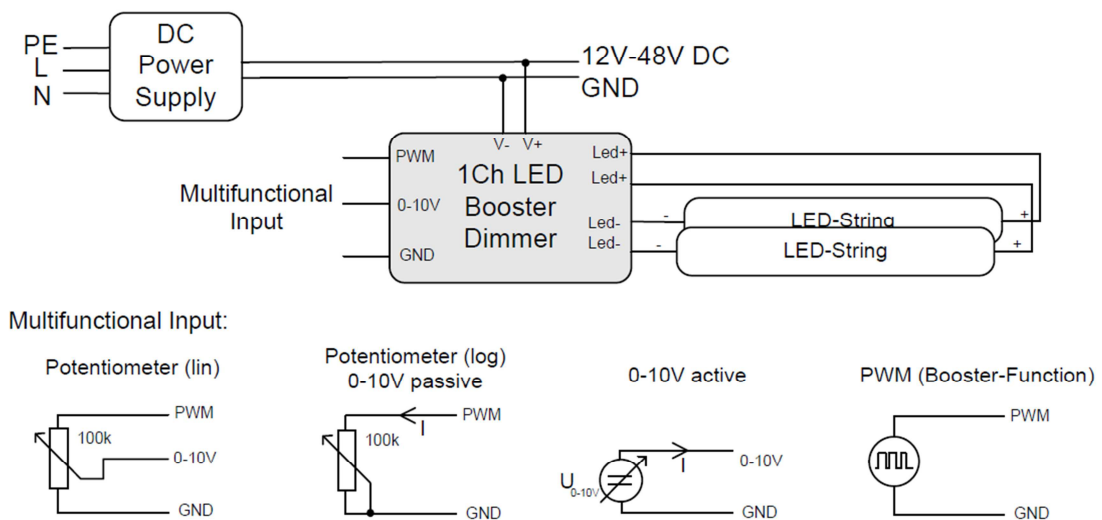 PE
L
N
DC
Power
Supply
12V-48V DC
GND
V- V+
PWM
0-10V
GND
Multifunctional
Input
1Ch LED
Booster
Dimmer
Led+
Led+
Led-
Led-
- LED-String +
- LED-String +
Multifunctional Input:
Potentiometer (lin)
PWM
100k
0-10V
GND
Potentiometer (log)
0-10V passive
PWM
I
100k
GND
0-10V active
0-10V
I
U0-10V
GND
PWM (Booster-Function)
PWM
GND